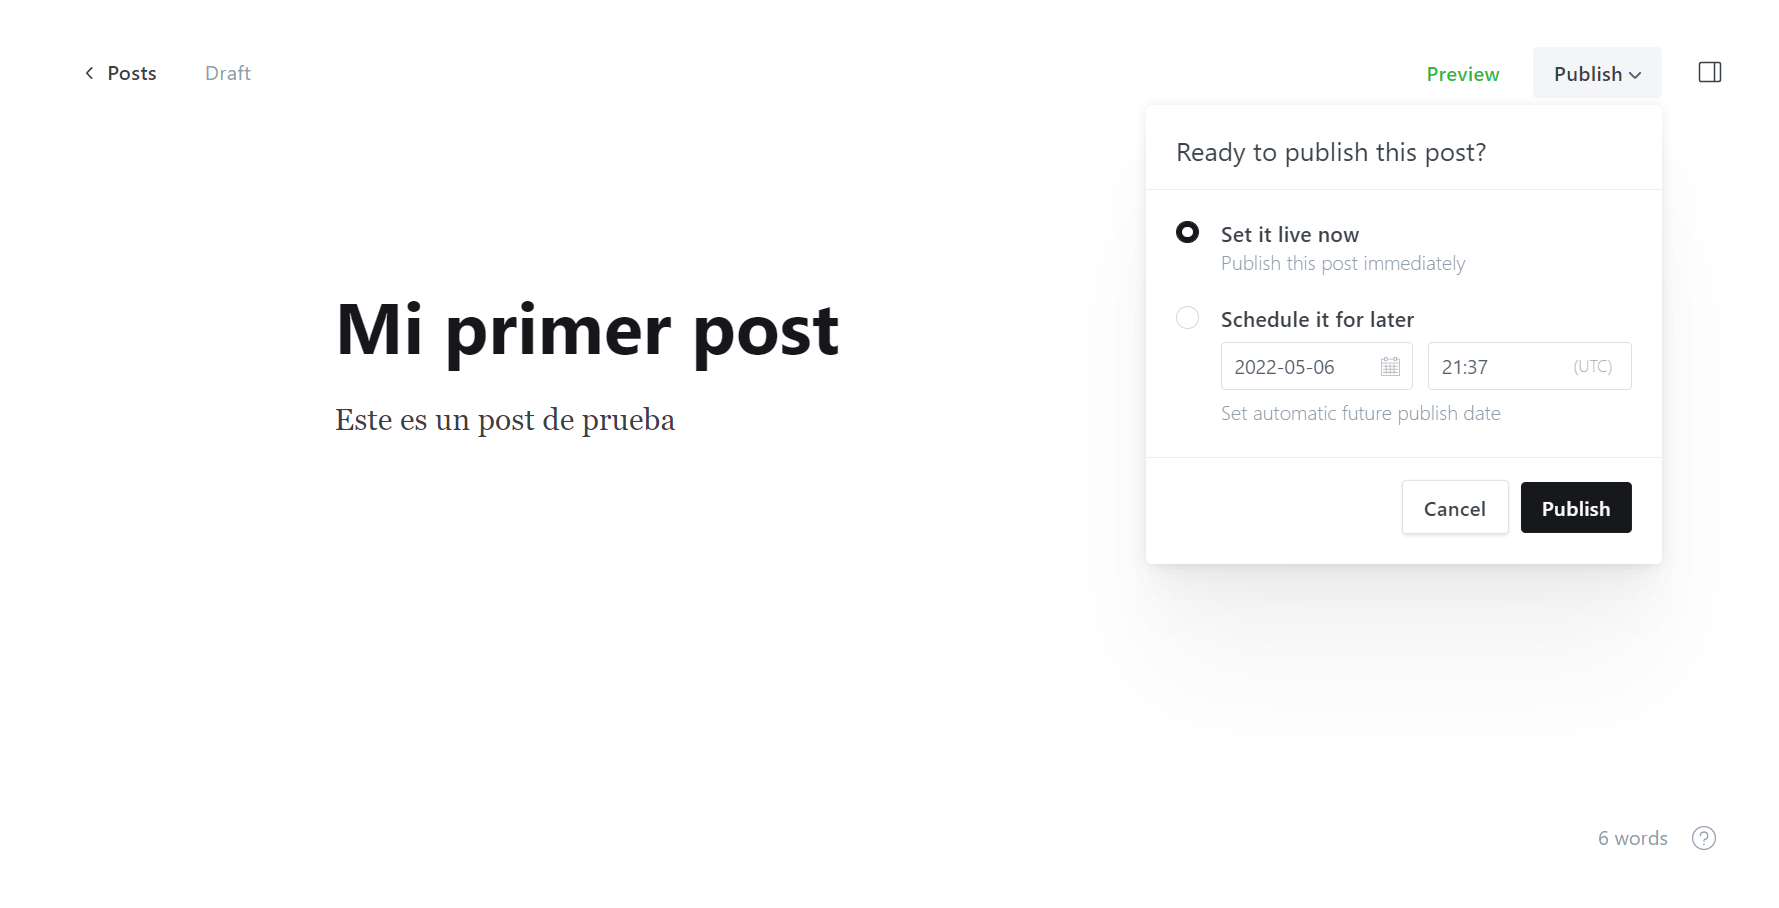 Posts Draft Preview Publish
Ready to publish this post?
Set it live now
Publish this post immediately
Schedule it for later
2022-05-06 21:37 (UTC)
Set automatic future publish date
Cancel Publish
Mi primer post
Este es un post de prueba
6 words ?